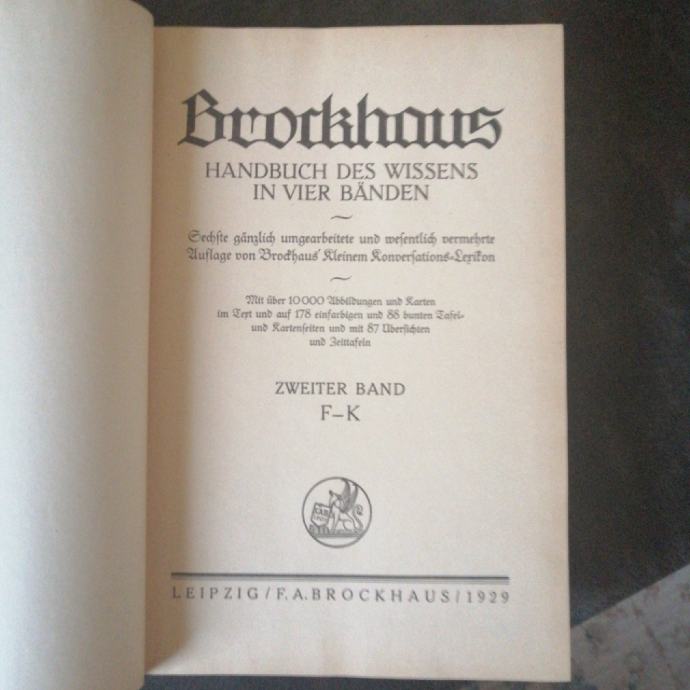 Brockhaus
HANDBUCH DES WISSENS
IN VIER BÄNDEN
Sechste gänzlich umgearbeitete und wesentlich vermehrte
Auflage von Brockhaus' Kleinem Konversations-Lexikon
Mit über 10000 Abbildungen und Karten
im Text und auf 178 einfarbigen und 88 bunten Tafel-
und Kartenseiten und mit 87 Übersichten
und Zeittafeln
ZWEITER BAND
F–K
LEIPZIG / F. A. BROCKHAUS / 1929